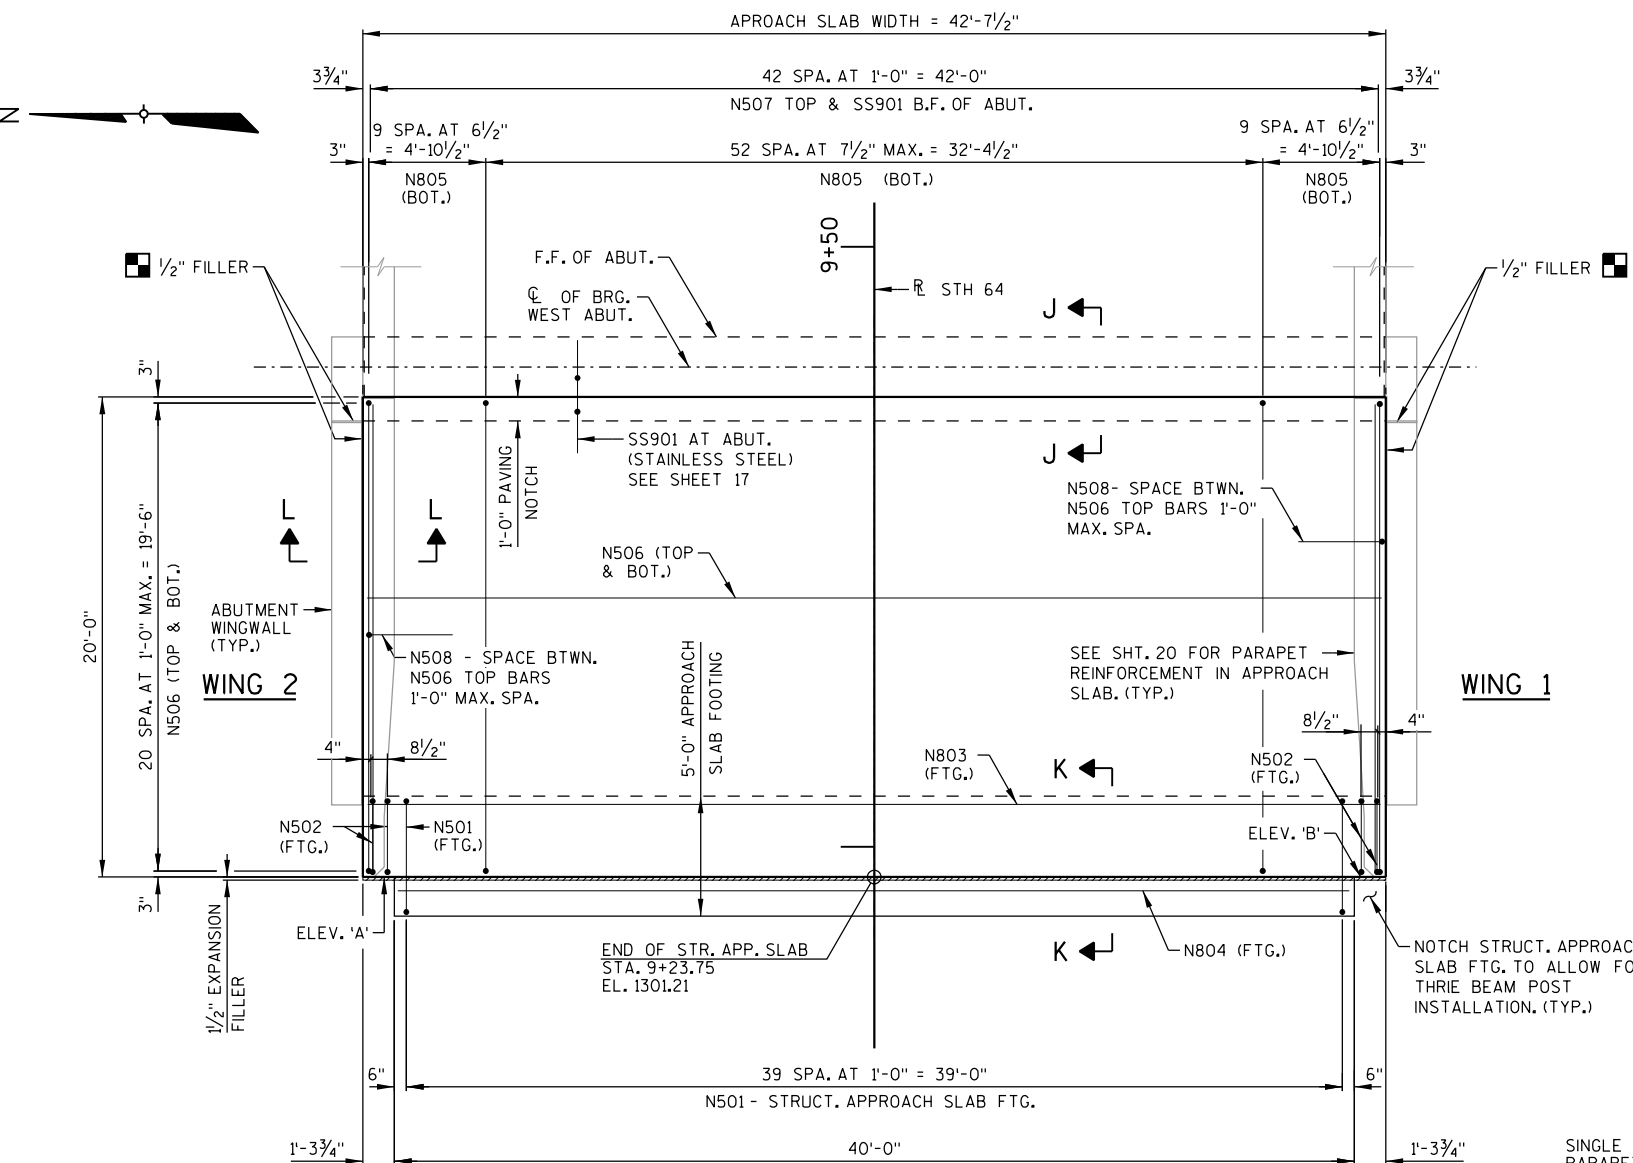 APROACH SLAB WIDTH = 42'-7½"
3¾"
42 SPA. AT 1'-0" = 42'-0"
3¾"
N507 TOP & SS901 B.F. OF ABUT.
N
9 SPA. AT 6½"
= 4'-10½"
3"
52 SPA. AT 7½" MAX. = 32'-4½"
9 SPA. AT 6½"
= 4'-10½"
3"
N805
(BOT.)
N805 (BOT.)
N805
(BOT.)
9+50
½" FILLER
F.F. OF ABUT.
½" FILLER
℄ OF BRG.
WEST ABUT.
R STH 64
J
3"
SS901 AT ABUT.
(STAINLESS STEEL)
SEE SHEET 17
J
1'-0" PAVING
NOTCH
N508- SPACE BTWN.
N506 TOP BARS 1'-0"
MAX. SPA.
L
L
N506 (TOP
& BOT.)
20'-0"
20 SPA. AT 1'-0" MAX. = 19'-6"
N506 (TOP & BOT.)
ABUTMENT
WINGWALL
(TYP.)
WING 2
N508 - SPACE BTWN.
N506 TOP BARS
1'-0" MAX. SPA.
5'-0" APPROACH
SLAB FOOTING
SEE SHT. 20 FOR PARAPET
REINFORCEMENT IN APPROACH
SLAB. (TYP.)
WING 1
4"
8½"
8½"
4"
N803
(FTG.)
K
N502
(FTG.)
N502
(FTG.)
N501
(FTG.)
ELEV. 'B'
3"
1½" EXPANSION
FILLER
ELEV. 'A'
END OF STR. APP. SLAB
STA. 9+23.75
EL. 1301.21
K
N804 (FTG.)
NOTCH STRUCT. APPROAC
SLAB FTG. TO ALLOW FO
THRIE BEAM POST
INSTALLATION. (TYP.)
6"
39 SPA. AT 1'-0" = 39'-0"
6"
N501 - STRUCT. APPROACH SLAB FTG.
1'-3¾"
40'-0"
1'-3¾"
SINGLE